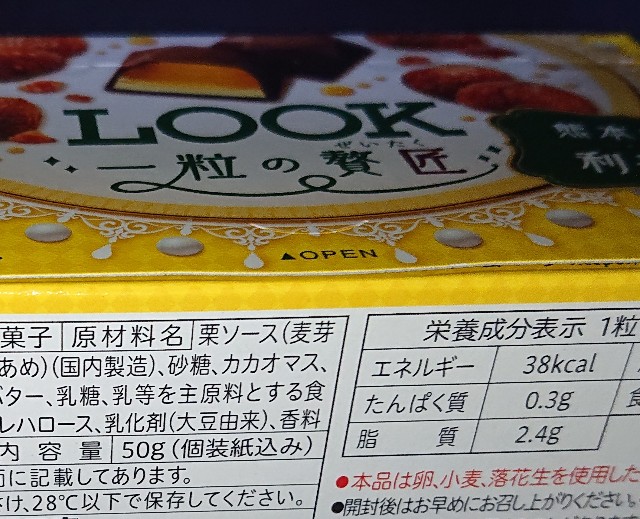 LOOK
一粒の贅匠
ぜいたく
熊本
利
▲OPEN
菓子 原材料名 栗ソース(麦芽
あめ)(国内製造)、砂糖、カカオマス、
バター、乳糖、乳等を主原料とする食
レハロース、乳化剤(大豆由来)、香料
内容量 50g(個装紙込み)
に記載してあります。
け、28℃以下で保存してください。
栄養成分表示 1粒
エネルギー 38kcal
たんぱく質 0.3g 食
脂質 2.4g
●本品は卵、小麦、落花生を使用した
●開封後はお早めにお召し上がりください。